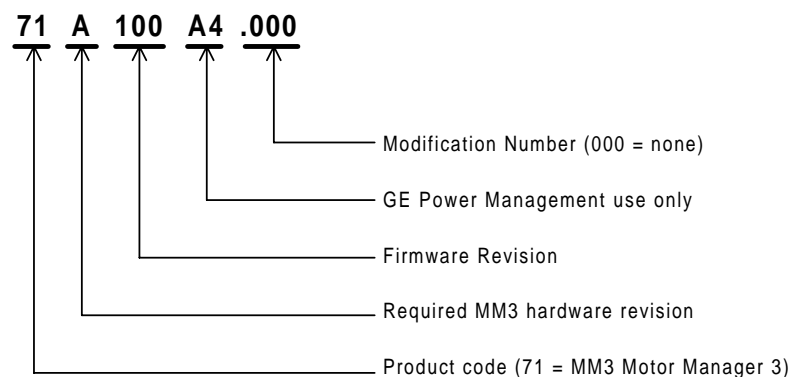 71 A 100 A4 .000
Modification Number (000 = none)
GE Power Management use only
Firmware Revision
Required MM3 hardware revision
Product code (71 = MM3 Motor Manager 3)